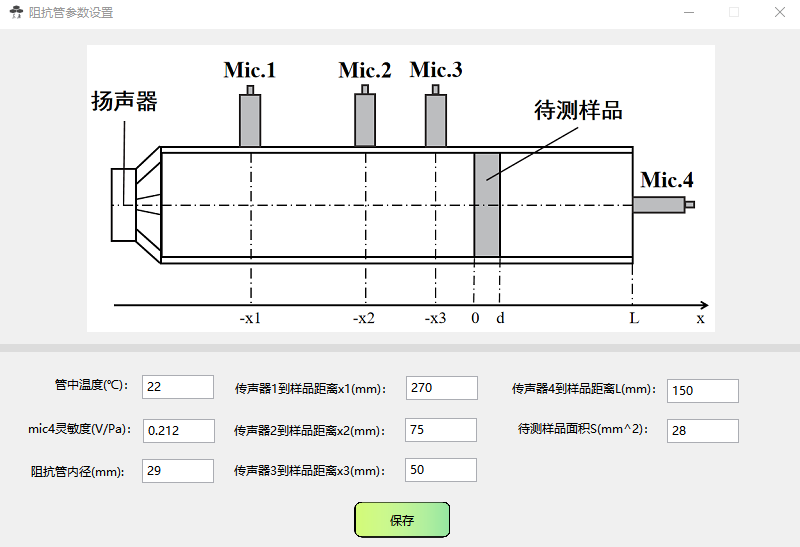 阻抗管参数设置
Mic.1
Mic.2
Mic.3
扬声器
待测样品
Mic.4
-x1
-x2
-x3
0
d
L
x
管中温度(℃)： 22
传声器1到样品距离x1(mm)： 270
传声器4到样品距离L(mm)： 150
mic4灵敏度(V/Pa)： 0.212
传声器2到样品距离x2(mm)： 75
待测样品面积S(mm^2)： 28
阻抗管内径(mm)： 29
传声器3到样品距离x3(mm)： 50
保存